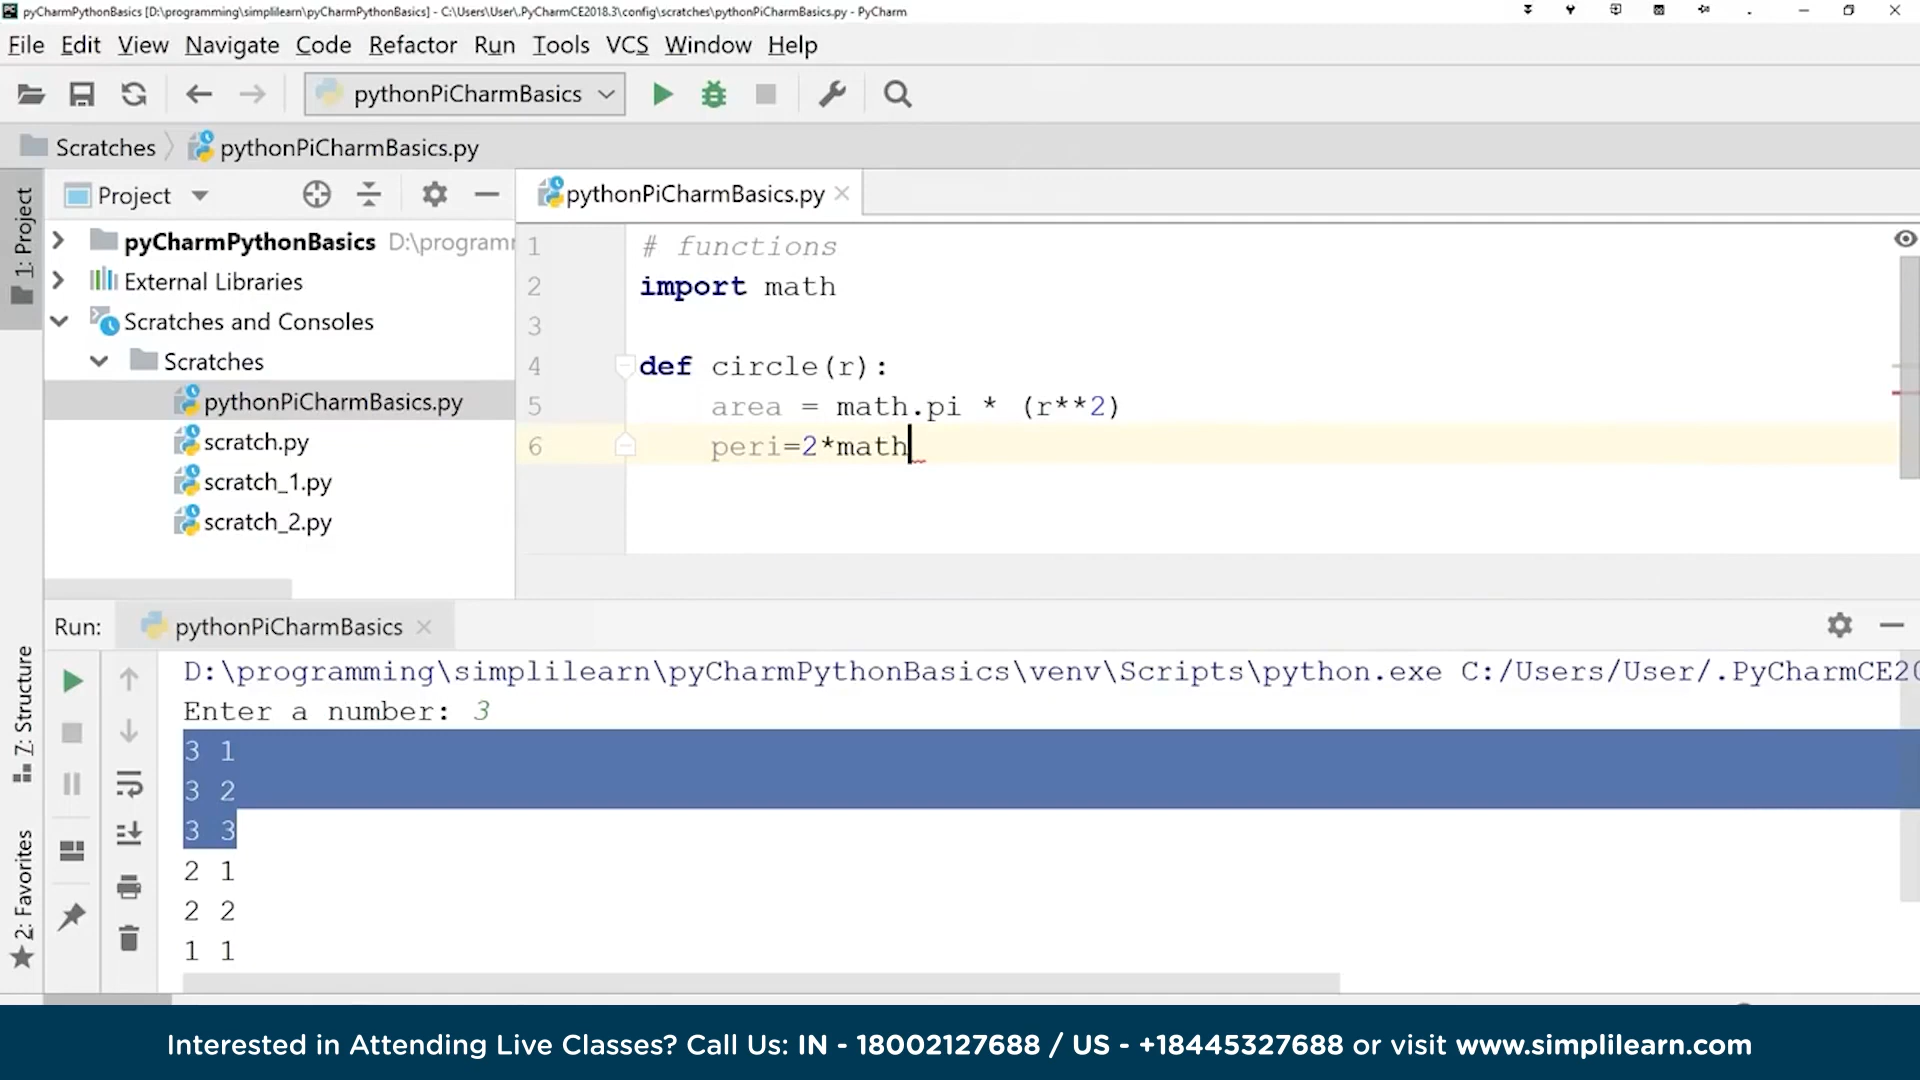 pyCharmPythonBasics [D:\programming\simplilearn\pyCharmPythonBasics] - C:\Users\User\.PyCharmCE2018.3\config\scratches\pythonPiCharmBasics.py - PyCharm
File Edit View Navigate Code Refactor Run Tools VCS Window Help
pythonPiCharmBasics
Scratches pythonPiCharmBasics.py
1: Project
Project
pyCharmPythonBasics D:\program
External Libraries
Scratches and Consoles
Scratches
pythonPiCharmBasics.py
scratch.py
scratch_1.py
scratch_2.py
pythonPiCharmBasics.py
1 # functions
2 import math
3
4 def circle(r):
5 area = math.pi * (r**2)
6 peri=2*math
Run: pythonPiCharmBasics
7: Structure
2: Favorites
D:\programming\simplilearn\pyCharmPythonBasics\venv\Scripts\python.exe C:/Users/User/.PyCharmCE20
Enter a number: 3
3 1
3 2
3 3
2 1
2 2
1 1
Interested in Attending Live Classes? Call Us: IN - 18002127688 / US - +18445327688 or visit www.simplilearn.com